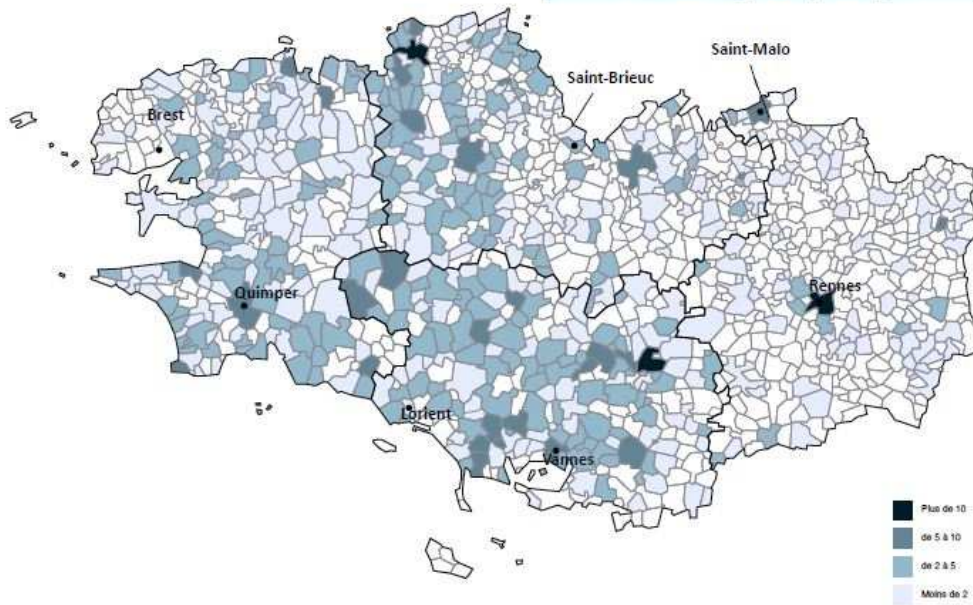 Saint-Malo
Saint-Brieuc
Brest
Rennes
Quimper
Lorient
Vannes
Plus de 10
de 5 à 10
de 2 à 5
Moins de 2